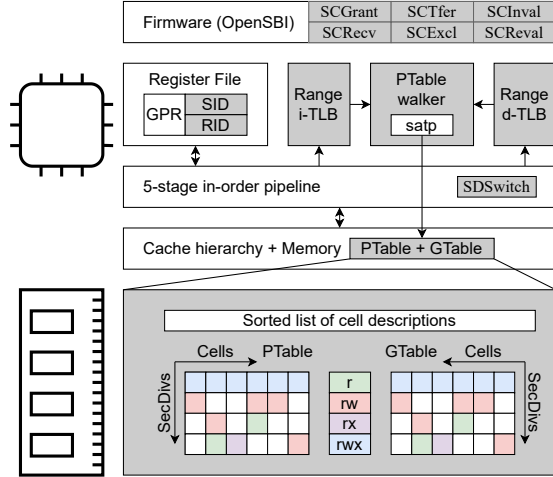 Firmware (OpenSBI)
SCGrant SCTfer SCInval
SCRecv SCExcl SCReval
Register File
GPR SID
RID
Range
i-TLB
PTable
walker
satp
Range
d-TLB
5-stage in-order pipeline
SDSwitch
Cache hierarchy + Memory PTable + GTable
Sorted list of cell descriptions
Cells PTable
GTable Cells
SecDivs
r
rw
rx
rwx
SecDivs